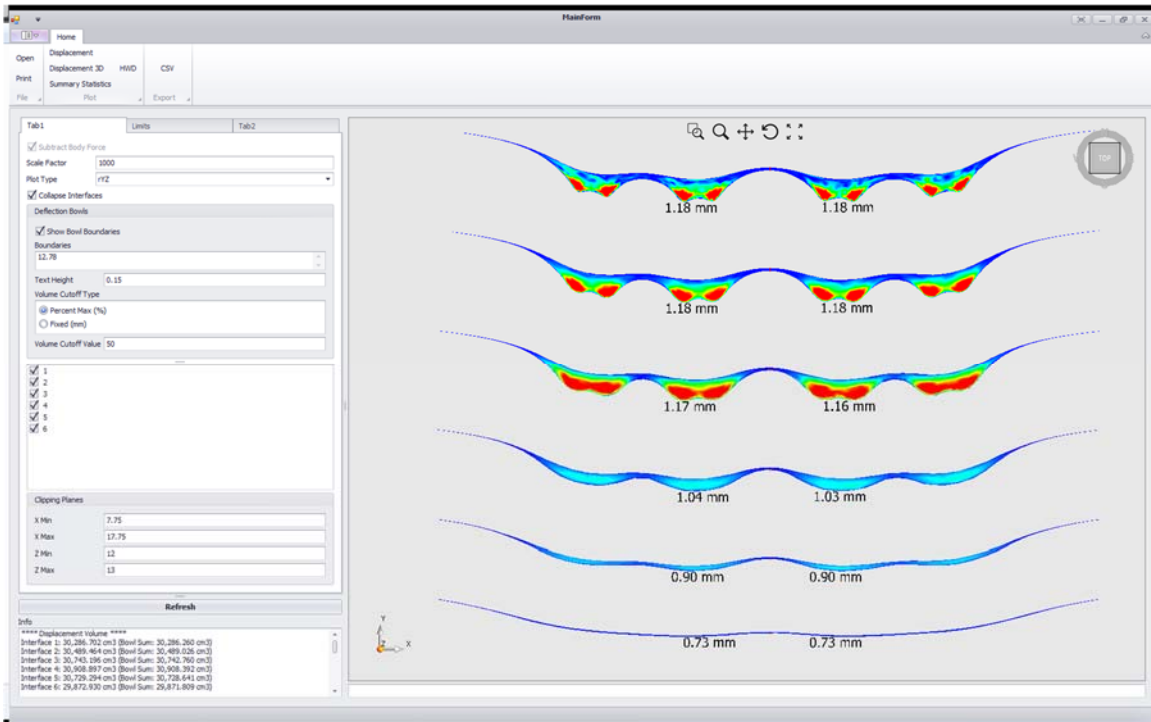 MainForm
Home
Open
Print
File
Displacement
Displacement 3D
HWD
Summary Statistics
Plot
CSV
Export
Tab1
Limits
Tab2
Subtract Body Force
Scale Factor
1000
Plot Type
rYZ
Collapse Interfaces
Deflection Bowls
Show Bowl Boundaries
Boundaries
12.78
Text Height
0.15
Volume Cutoff Type
Percent Max (%)
Fixed (mm)
Volume Cutoff Value
50
1
2
3
4
5
6
Clipping Planes
X Min
7.75
X Max
17.75
Z Min
12
Z Max
13
Refresh
Info
**** Displacement Volume ****
Interface 1: 30,286.702 cm3 (Bowl Sum: 30,286.260 cm3)
Interface 2: 30,489.464 cm3 (Bowl Sum: 30,489.026 cm3)
Interface 3: 30,743.196 cm3 (Bowl Sum: 30,742.760 cm3)
Interface 4: 30,908.897 cm3 (Bowl Sum: 30,908.392 cm3)
Interface 5: 30,729.294 cm3 (Bowl Sum: 30,728.641 cm3)
Interface 6: 29,872.930 cm3 (Bowl Sum: 29,871.809 cm3)
TOP
1.18 mm 1.18 mm
1.18 mm 1.18 mm
1.17 mm 1.16 mm
1.04 mm 1.03 mm
0.90 mm 0.90 mm
0.73 mm 0.73 mm
Y
Z
X